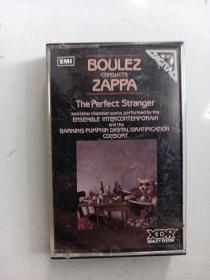 EMI
DIGITAL
BOULEZ
CONDUCTS
ZAPPA
The Perfect Stranger
and other chamber works performed by the
ENSEMBLE INTERCONTEMPORAIN
and the
BARKING PUMPKIN DIGITAL GRATIFICATION
CONSORT
XDR